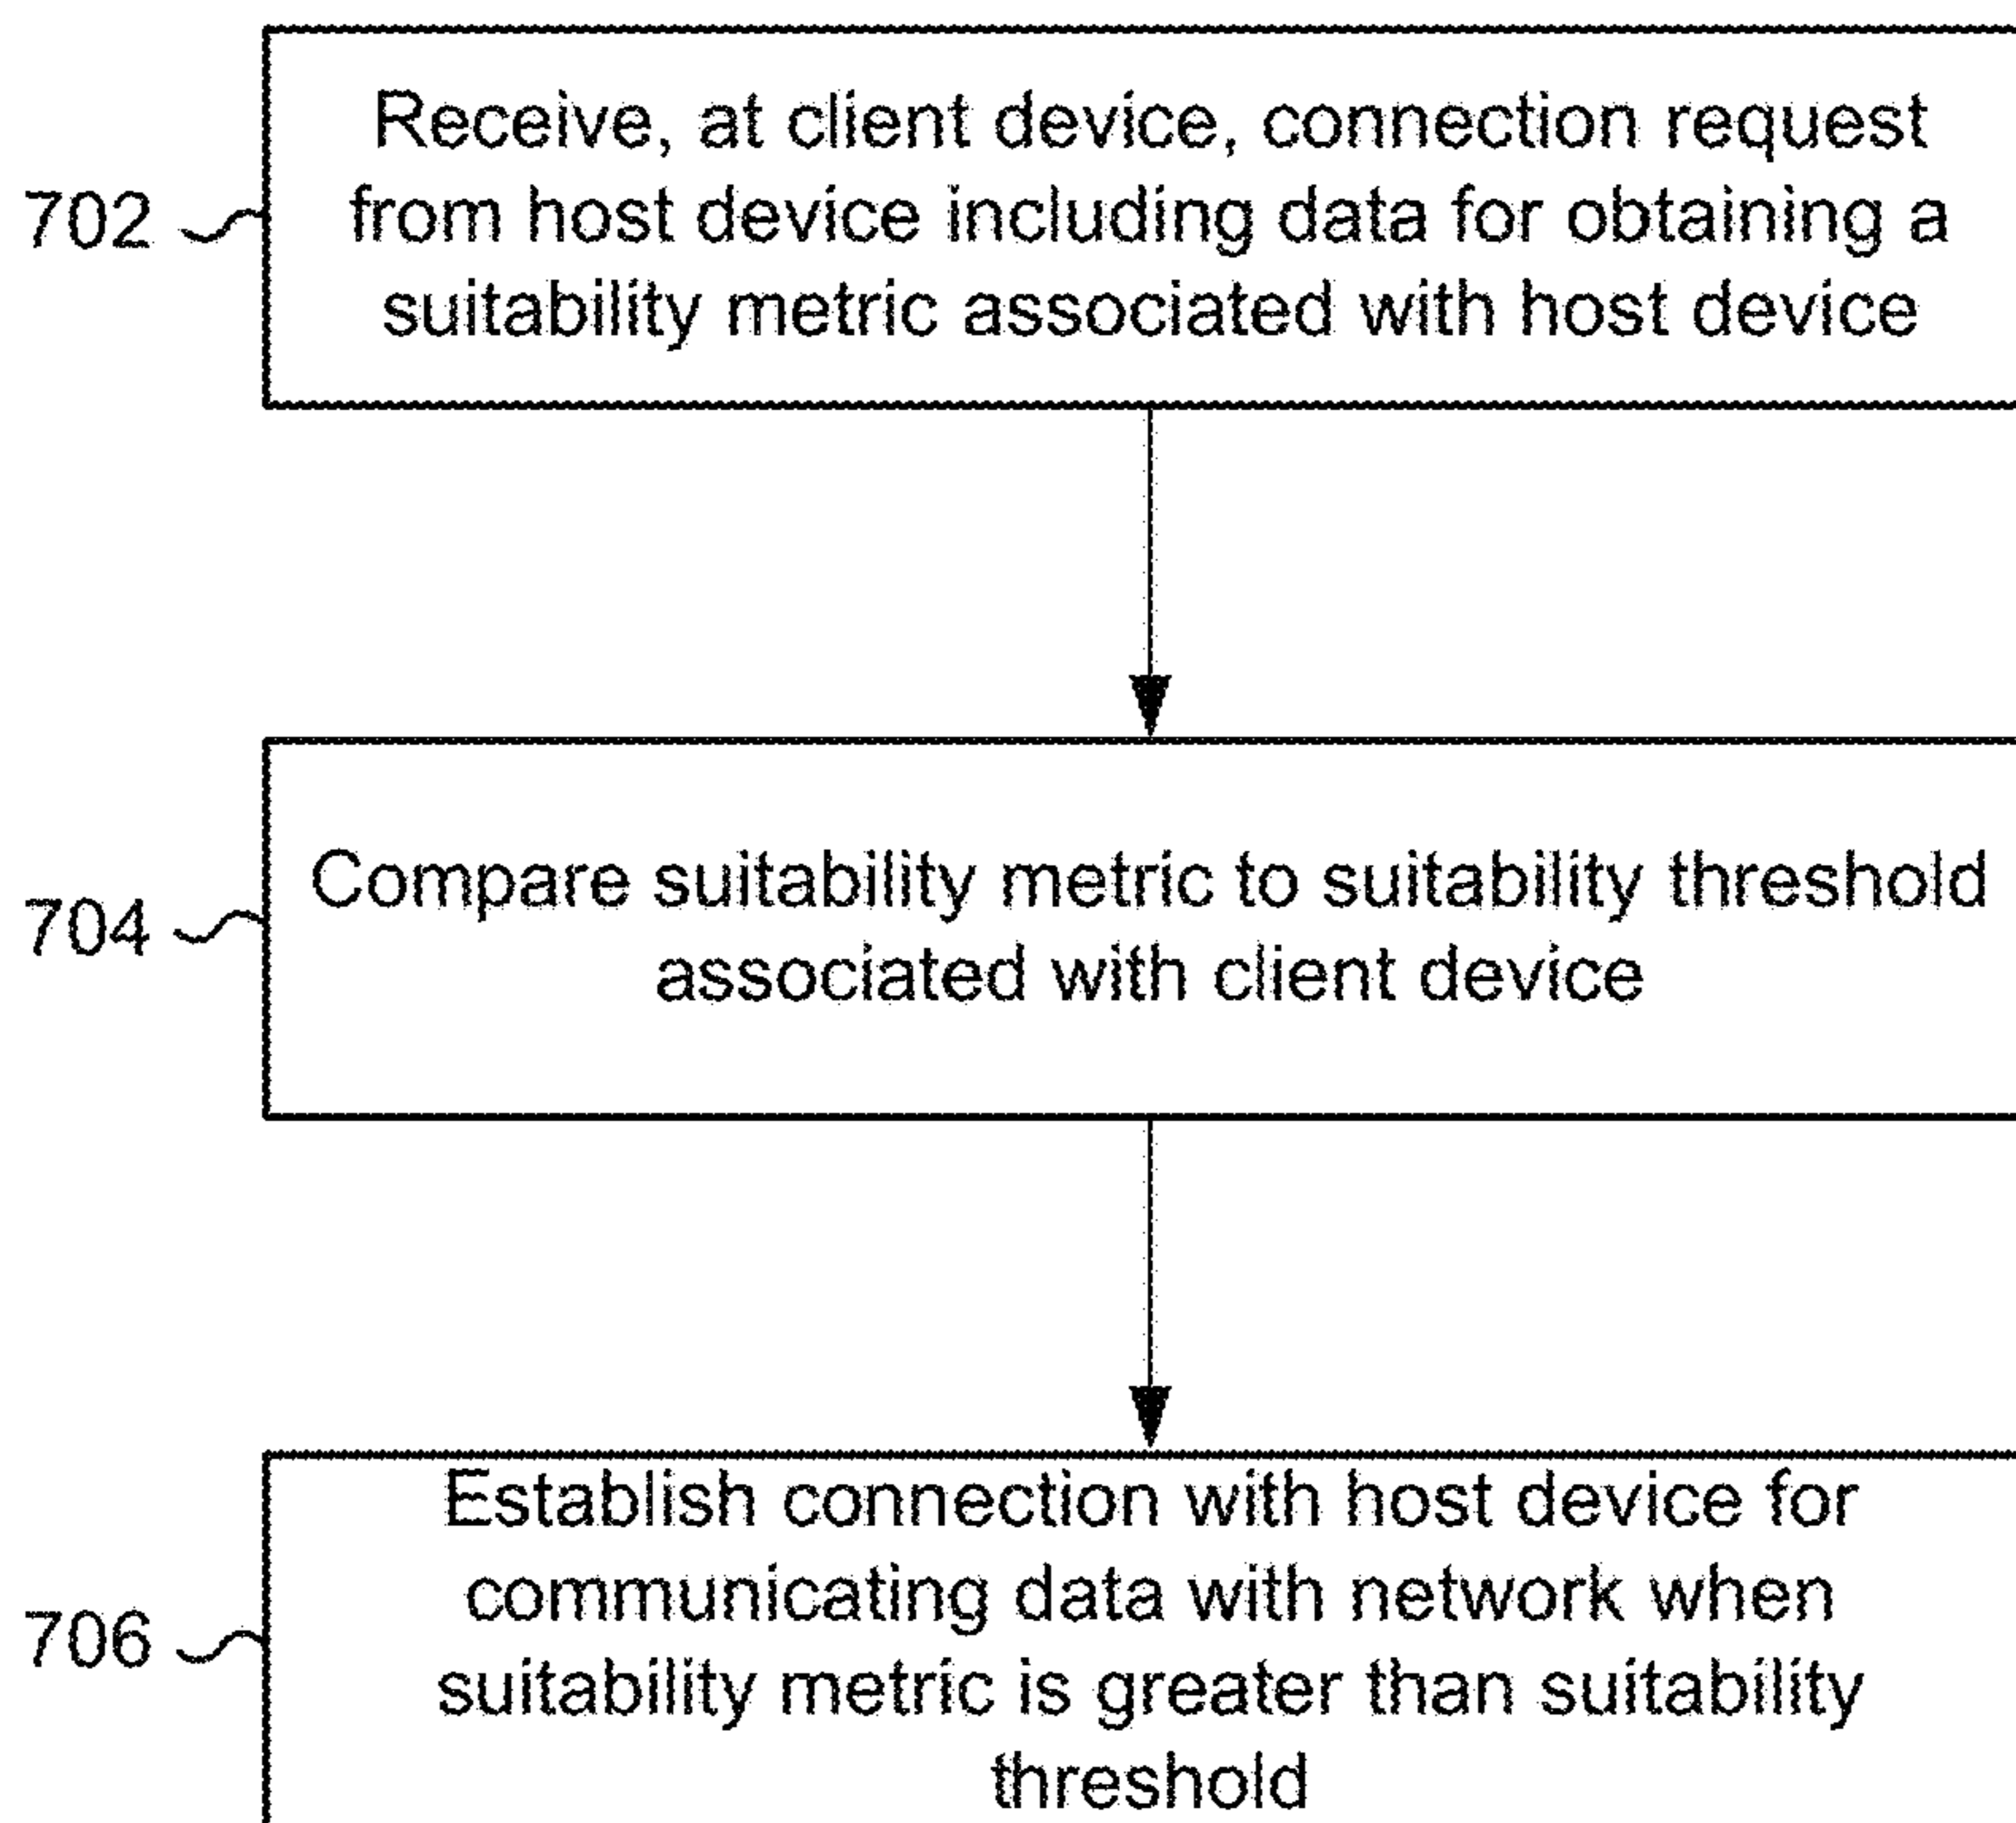 Receive, at client device, connection request
702
from host device including data for obtaining a
suitability metric associated with host device
Compare suitability metric to suitability threshold
704
associated with client device
Establish connection with host device for
communicating data with network when
706
suitability metric is greater than suitability
threshold